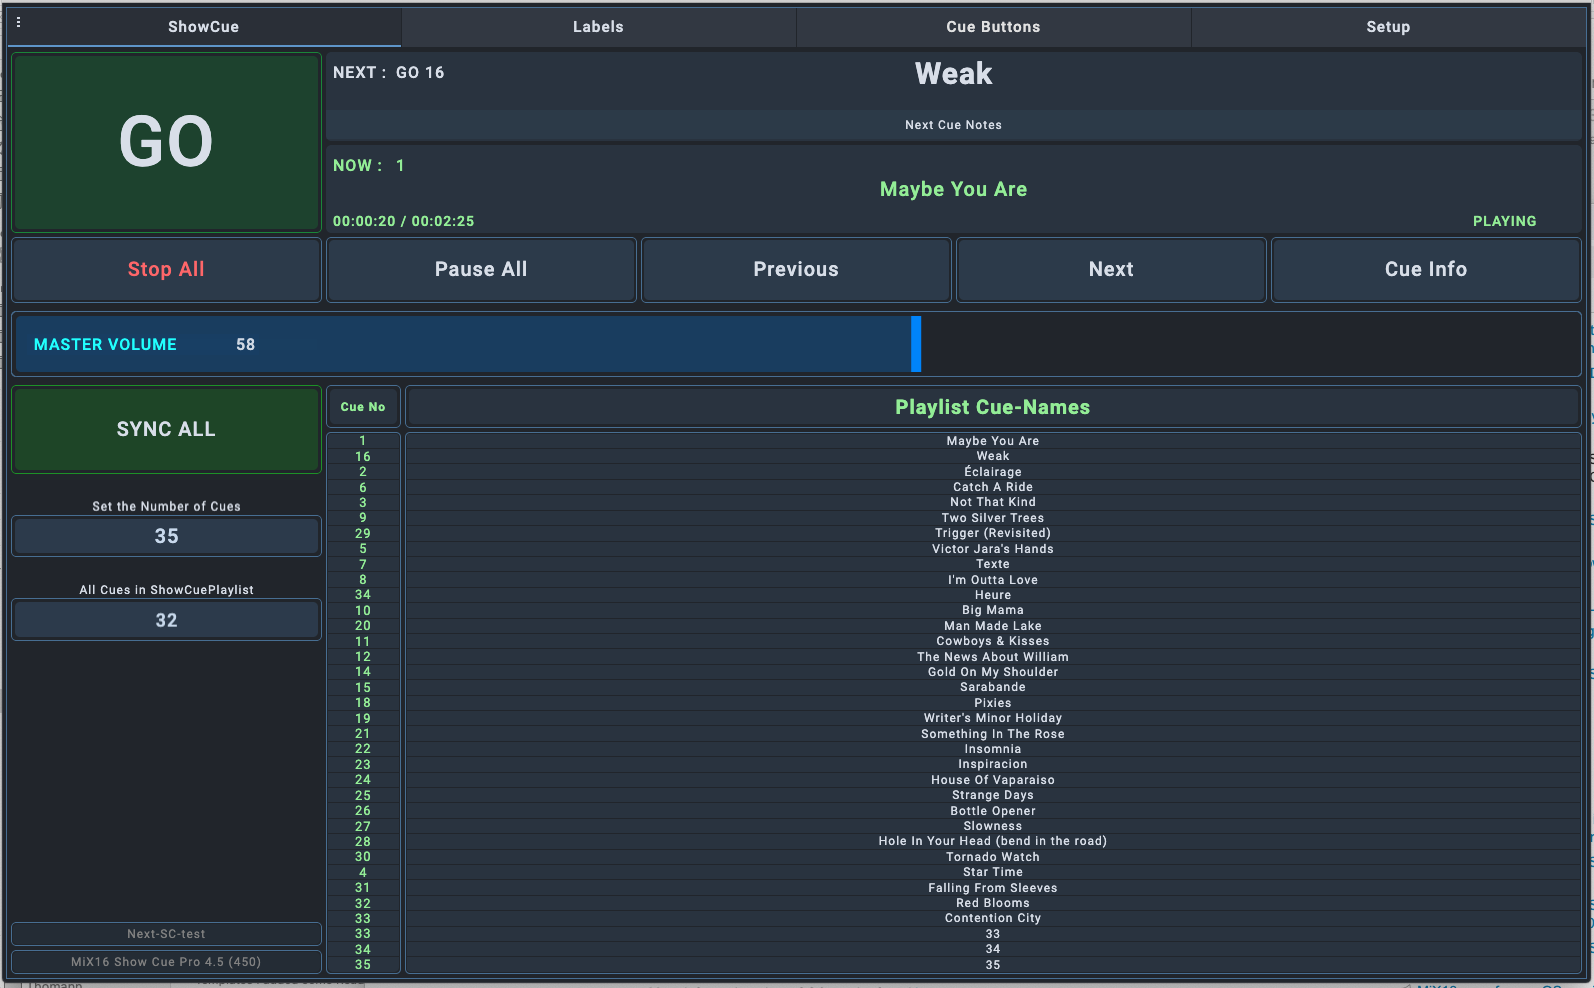 ShowCue
Labels
Cue Buttons
Setup
GO
NEXT : GO 16
Weak
Next Cue Notes
NOW : 1
Maybe You Are
00:00:20 / 00:02:25
PLAYING
Stop All
Pause All
Previous
Next
Cue Info
MASTER VOLUME 58
SYNC ALL
Set the Number of Cues
35
All Cues in ShowCuePlaylist
32
Next-SC-test
MiX16 Show Cue Pro 4.5 (450)
Cue No Playlist Cue-Names
1 Maybe You Are
16 Weak
2 Éclairage
6 Catch A Ride
3 Not That Kind
9 Two Silver Trees
29 Trigger (Revisited)
5 Victor Jara's Hands
7 Texte
8 I'm Outta Love
34 Heure
10 Big Mama
20 Man Made Lake
11 Cowboys & Kisses
12 The News About William
14 Gold On My Shoulder
15 Sarabande
18 Pixies
19 Writer's Minor Holiday
21 Something In The Rose
22 Insomnia
23 Inspiracion
24 House Of Vaparaiso
25 Strange Days
26 Bottle Opener
27 Slowness
28 Hole In Your Head (bend in the road)
30 Tornado Watch
4 Star Time
31 Falling From Sleeves
32 Red Blooms
33 Contention City
33 33
34 34
35 35